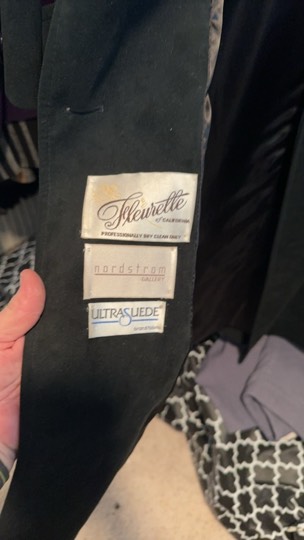 Fleurette
of CALIFORNIA
PROFESSIONALLY DRY CLEAN ONLY
nordstrom
GALLERY
ULTRASUEDE®